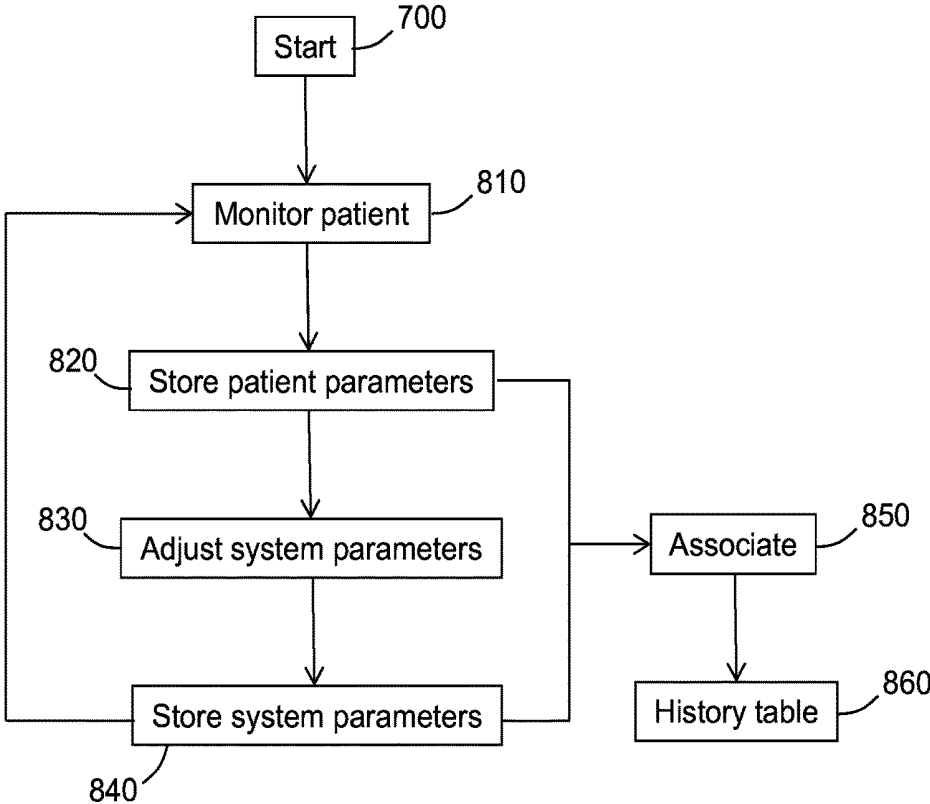 700
Start
810
Monitor patient
820
Store patient parameters
830
Adjust system parameters
850
Associate
860
Store system parameters
History table
840